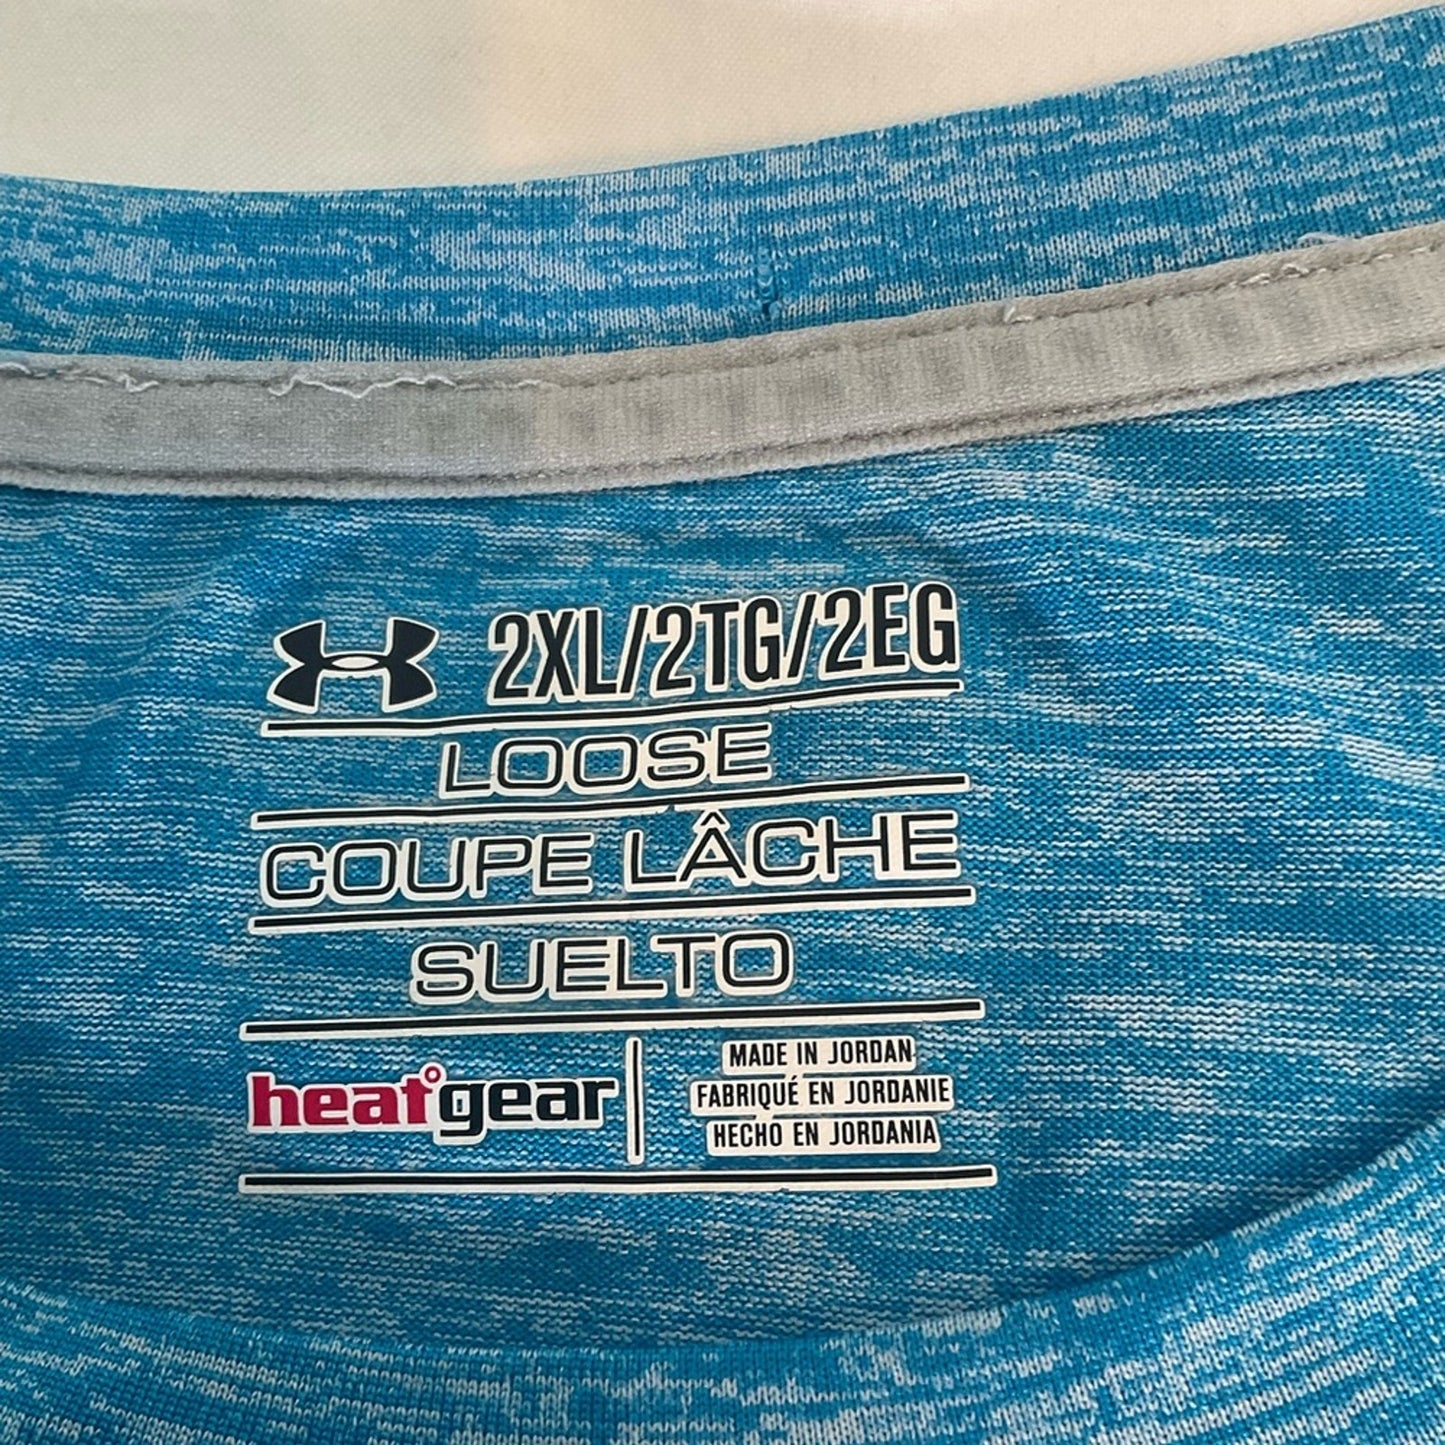 2XL/2TG/2EG
LOOSE
COUPE LÂCHE
SUELTO
heatgear
MADE IN JORDAN
FABRIQUÉ EN JORDANIE
HECHO EN JORDANIA